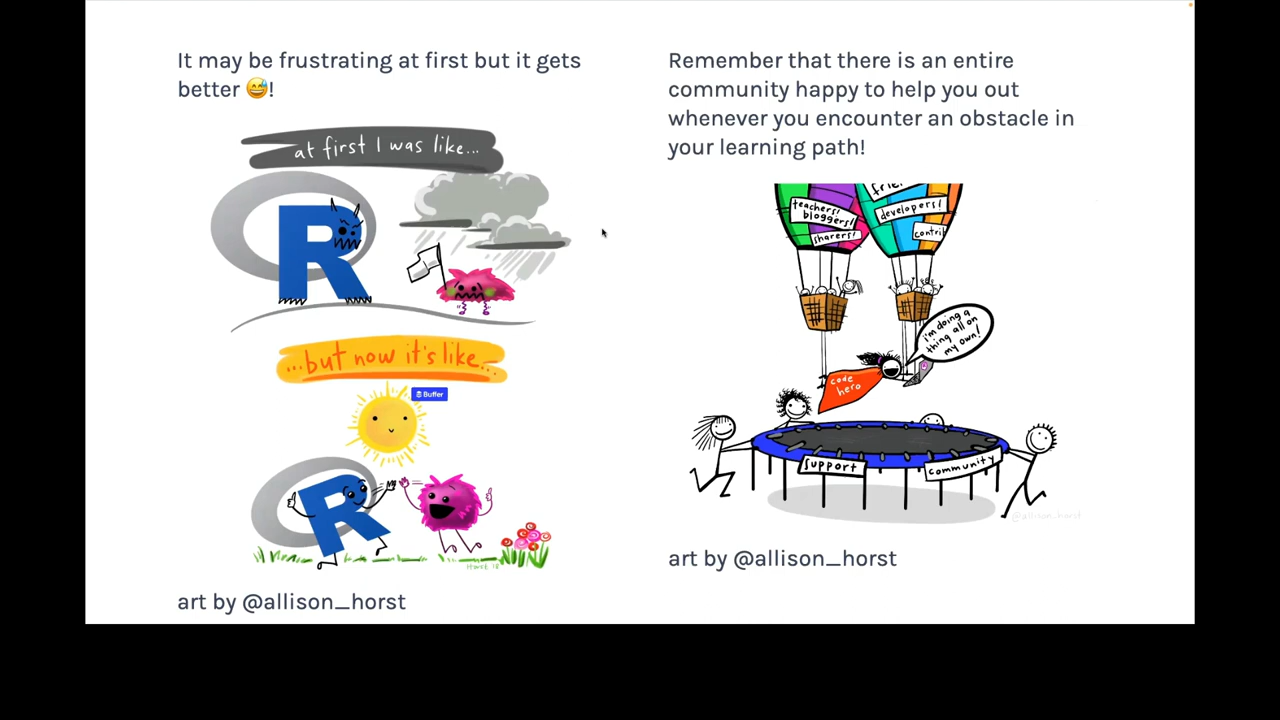 It may be frustrating at first but it gets
better 😅!
at first I was like...
R
...but now it's like...
Buffer
R
Horst 18
art by @allison_horst
Remember that there is an entire
community happy to help you out
whenever you encounter an obstacle in
your learning path!
teachers!
bloggers!
sharers!
developers!
I'm doing a
thing all on
my own!
code
hero
support
community
@allison_horst
art by @allison_horst